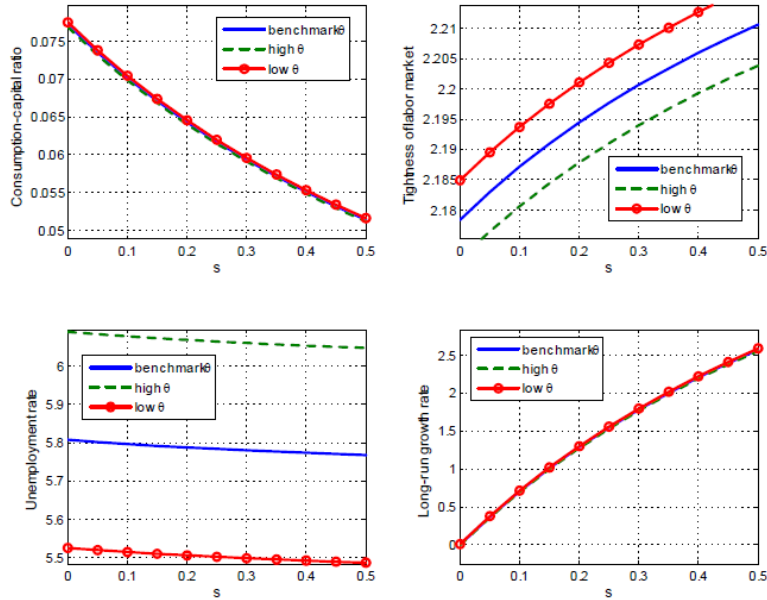 Consumption-capital ratio
0.075
0.07
0.065
0.06
0.055
0.05
0 0.1 0.2 0.3 0.4 0.5
s
benchmarkθ
high θ
low θ
Tightness oflabor market
2.21
2.205
2.2
2.195
2.19
2.185
2.18
0 0.1 0.2 0.3 0.4 0.5
s
benchmarkθ
high θ
low θ
Unemployment rate
6
5.9
5.8
5.7
5.6
5.5
0 0.1 0.2 0.3 0.4 0.5
s
benchmarkθ
high θ
low θ
Long-run growth rate
2.5
2
1.5
1
0.5
0
0 0.1 0.2 0.3 0.4 0.5
s
benchmarkθ
high θ
low θ